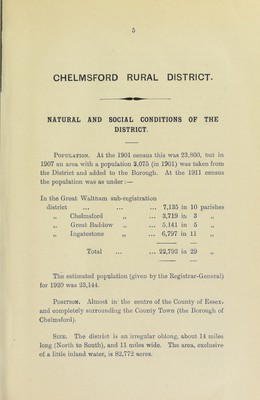 5
CHELMSFORD RURAL DISTRICT.
NATURAL AND SOCIAL CONDITIONS OF THE
DISTRICT.
POPULATION. At the 1901 census this was 23,800, but in
1907 an area with a population 3,075 (in 1901) was taken from
the District and added to the Borough. At the 1911 census
the population was as under :—
In the Great Waltham sub-registration
district ... ... ... 7,135 in 10 parishes
„ Chelmsford „ ... 3,719 in 3 „
„ Great Baddow „ ... 5,141 in 5 „
„ Ingatestone „ ... 6,797 in 11 „
Total ... ... 22,792 in 29 „
The estimated population (given by the Registrar-General)
for 1920 was 23,144.
POSITION. Almost in the centre of the County of Essex,
and completely surrounding the County Town (the Borough of
Chelmsford).
SIZE. The district is an irregular oblong, about 14 miles
long (North to South), and 11 miles wide. The area, exclusive
of a little inland water, is 82,772 acres.